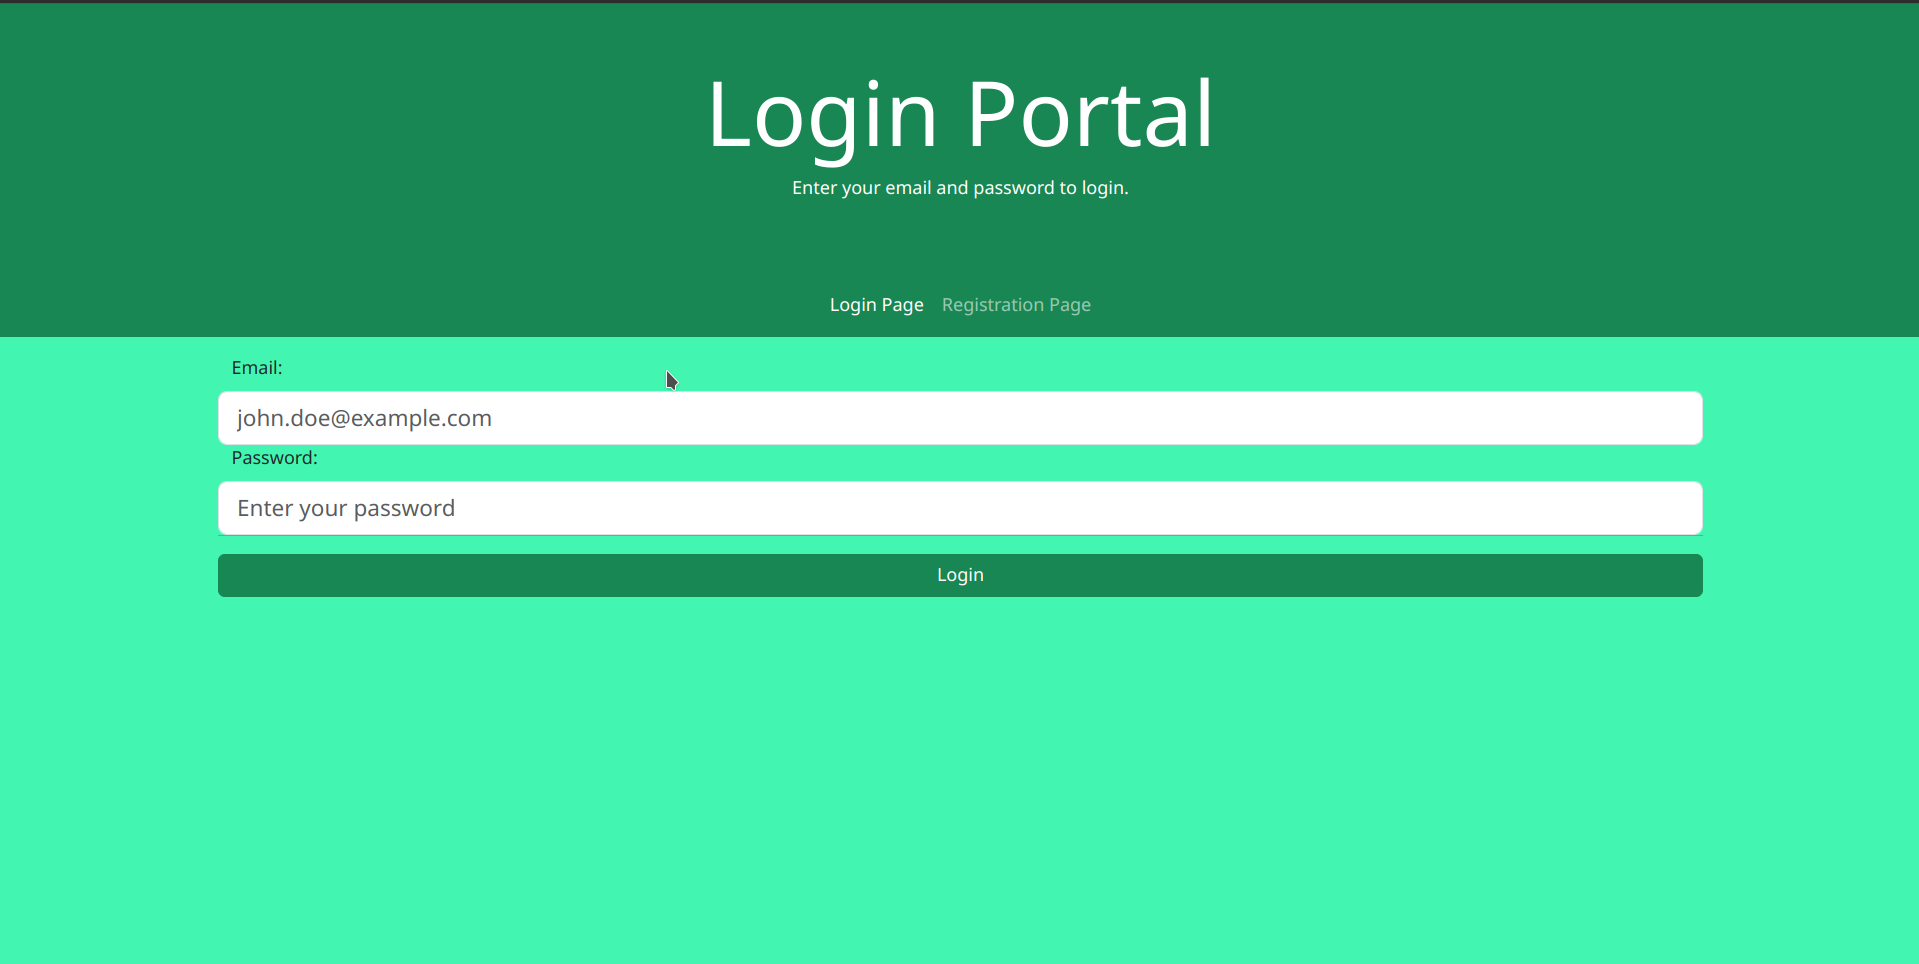 Login Portal
Enter your email and password to login.
Login Page Registration Page
Email:
john.doe@example.com
Password:
Enter your password
Login